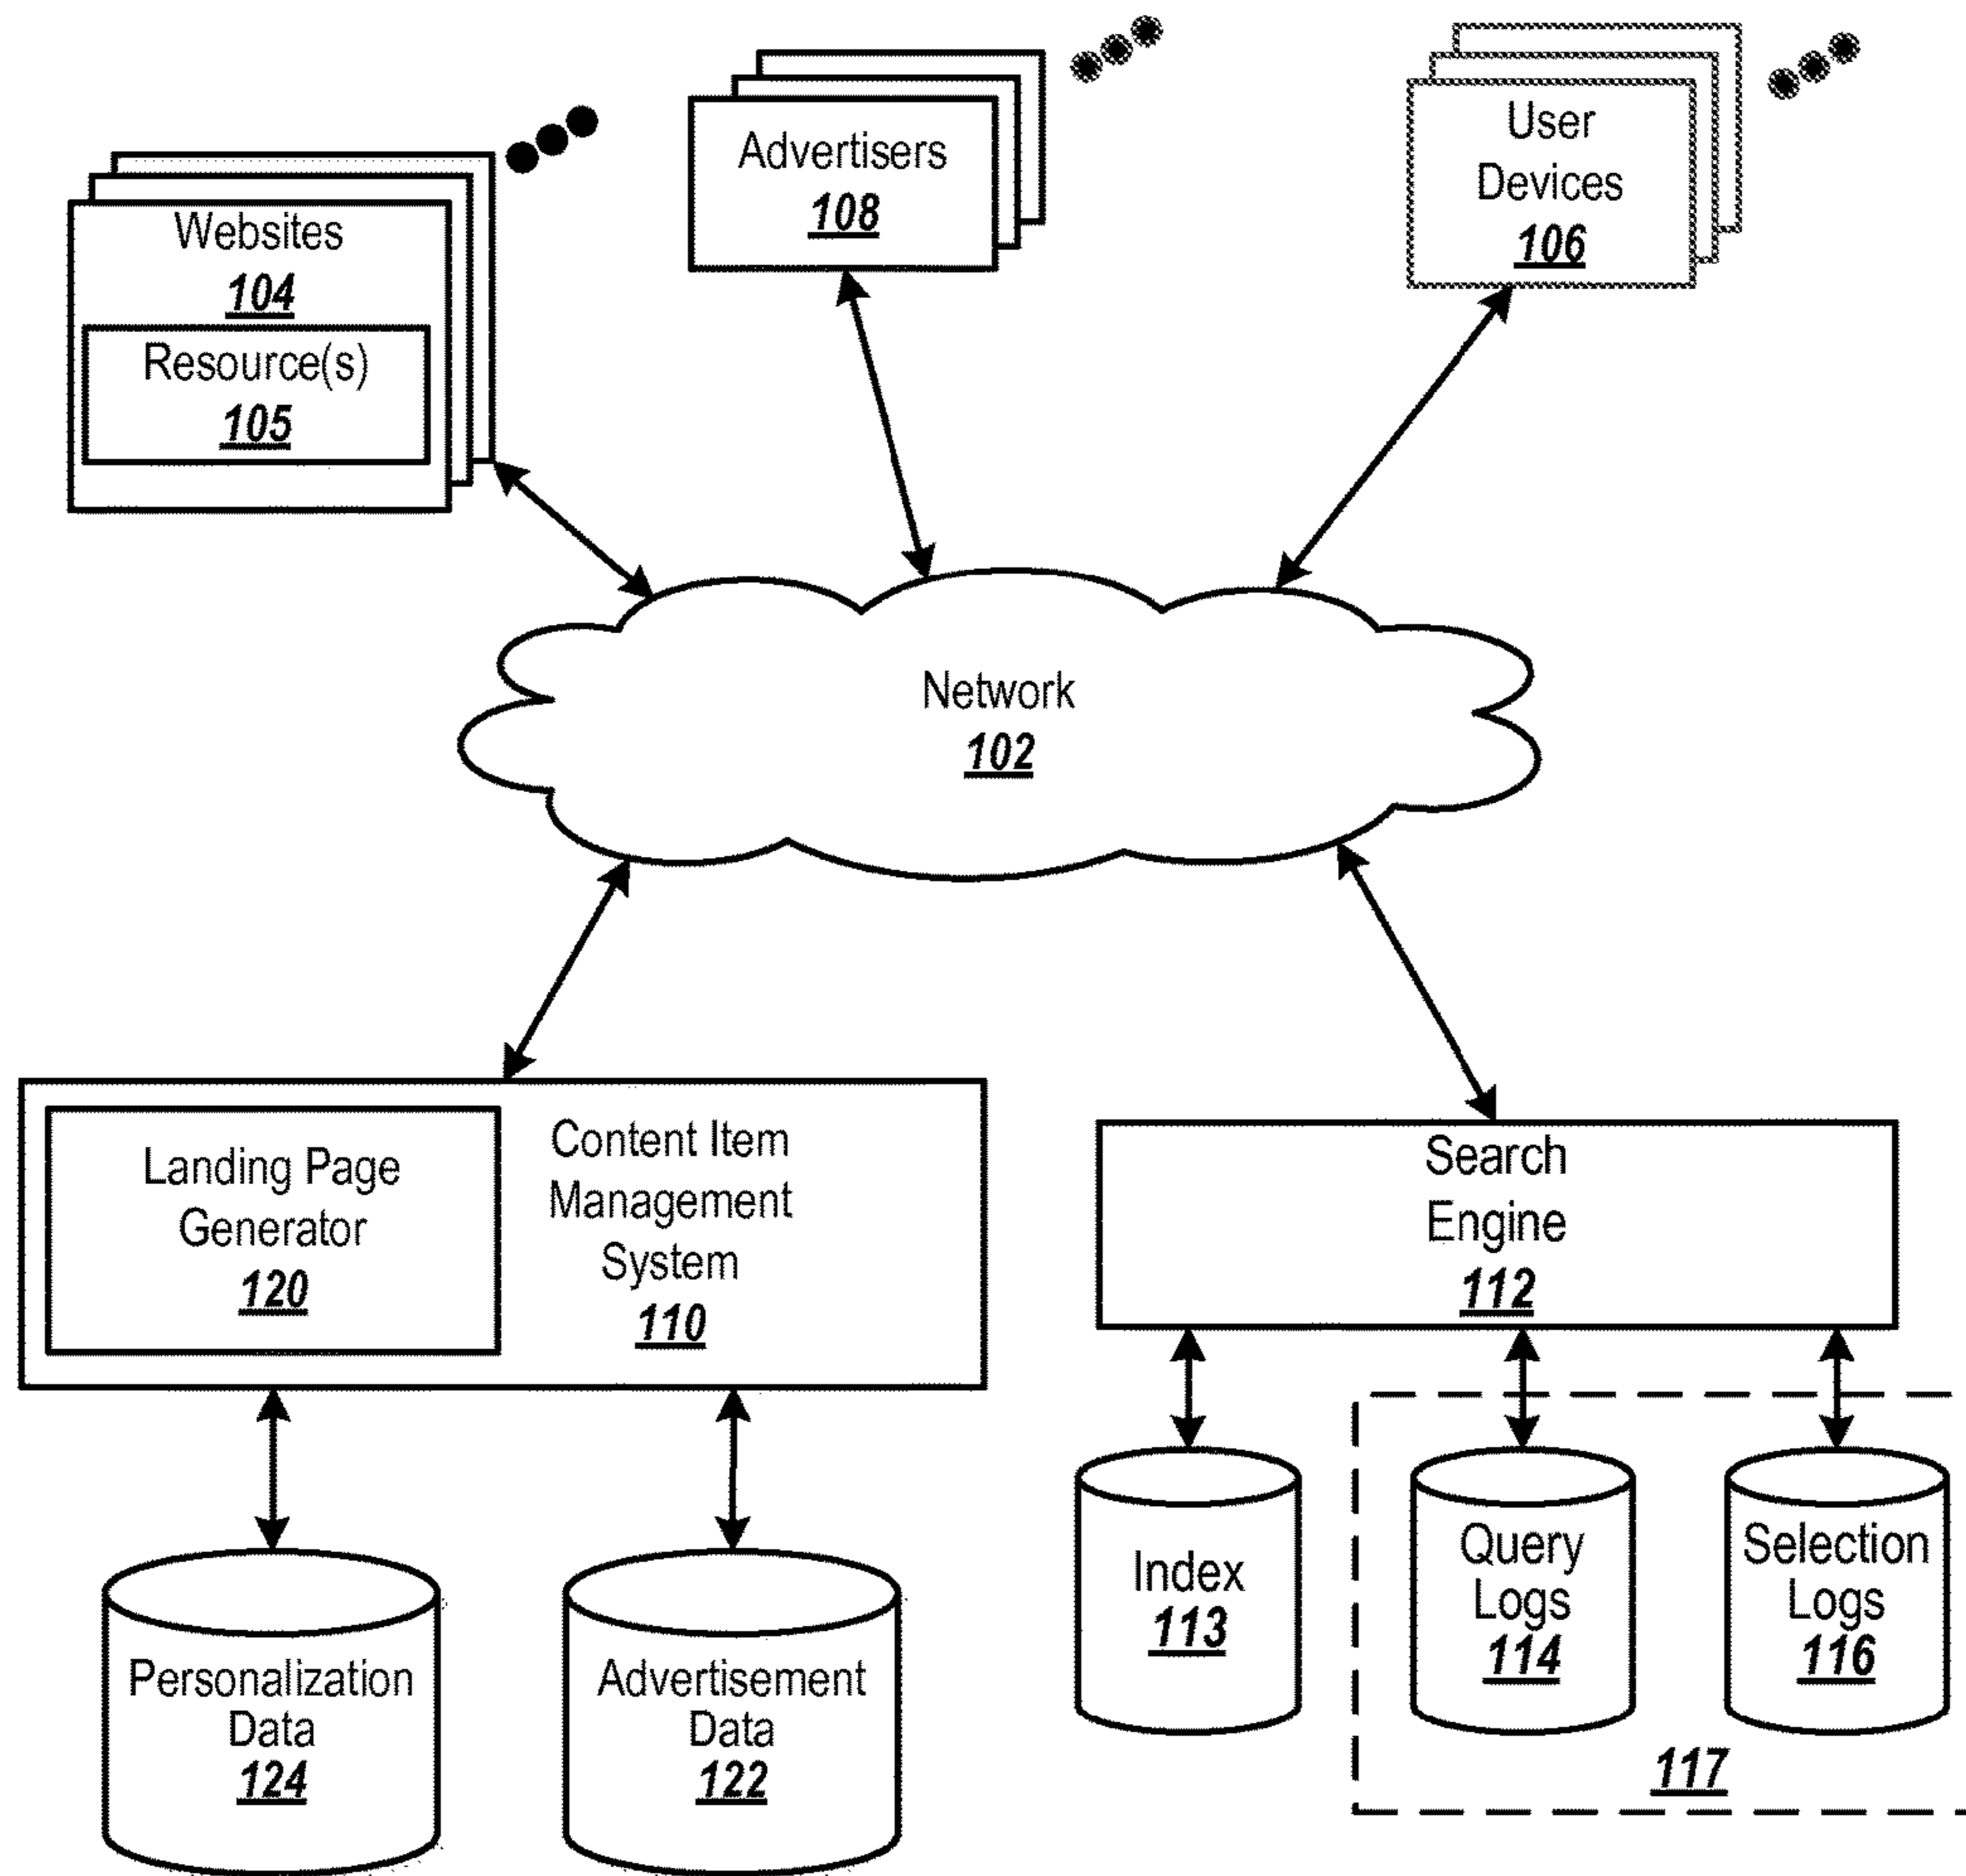 Advertisers
108
User
Devices
106
Websites
104
Resource(s)
105
Network
102
Landing Page
Generator
120
Content Item
Management
System
110
Search
Engine
112
Personalization
Data
124
Advertisement
Data
122
Index
113
Query
Logs
114
Selection
Logs
116
117